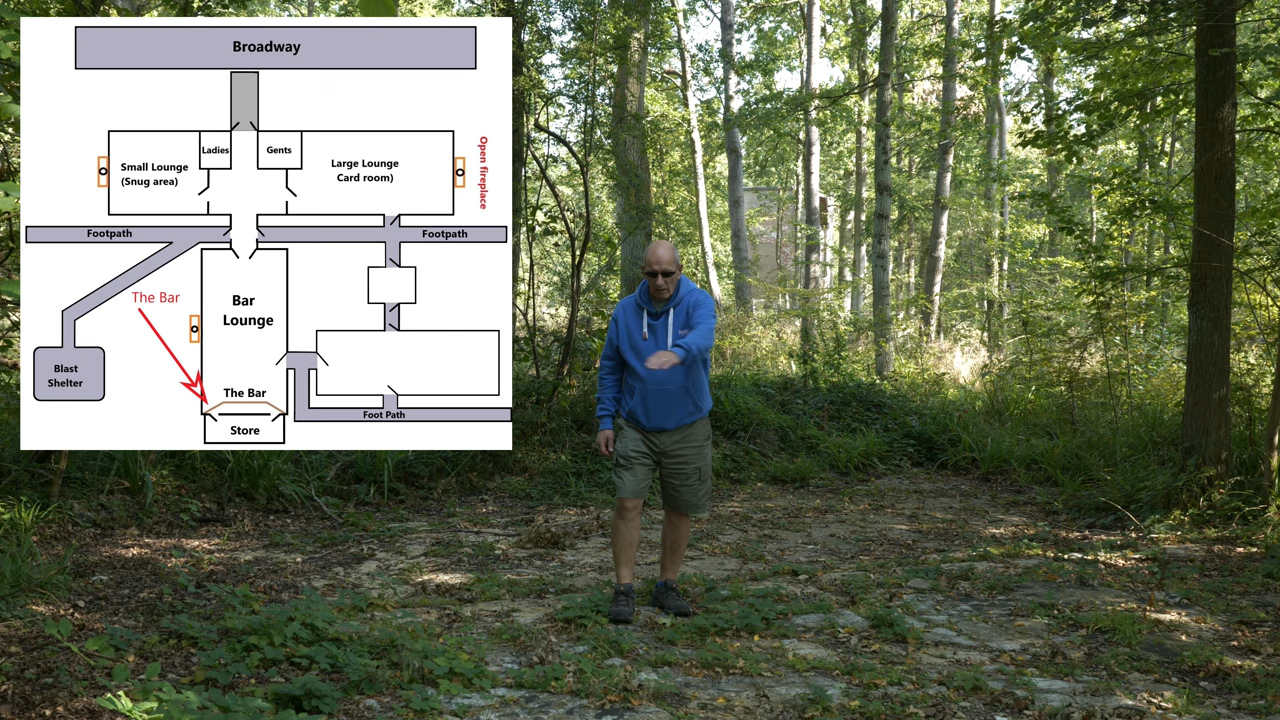 Broadway
Ladies
Gents
Small Lounge
(Snug area)
Large Lounge
Card room)
Open fireplace
Footpath
Footpath
The Bar
Bar
Lounge
Blast
Shelter
The Bar
Foot Path
Store